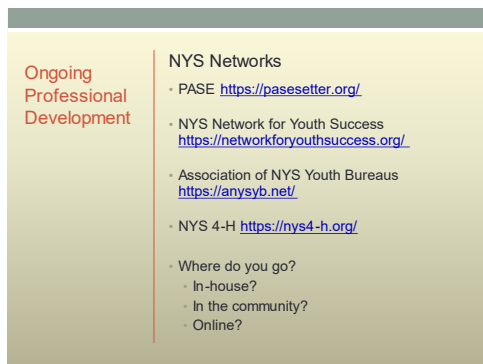 Ongoing
Professional
Development
NYS Networks
• PASE https://pasesetter.org/
• NYS Network for Youth Success
https://networkforyouthsuccess.org/
• Association of NYS Youth Bureaus
https://anysyb.net/
• NYS 4-H https://nys4-h.org/
• Where do you go?
• In-house?
• In the community?
• Online?